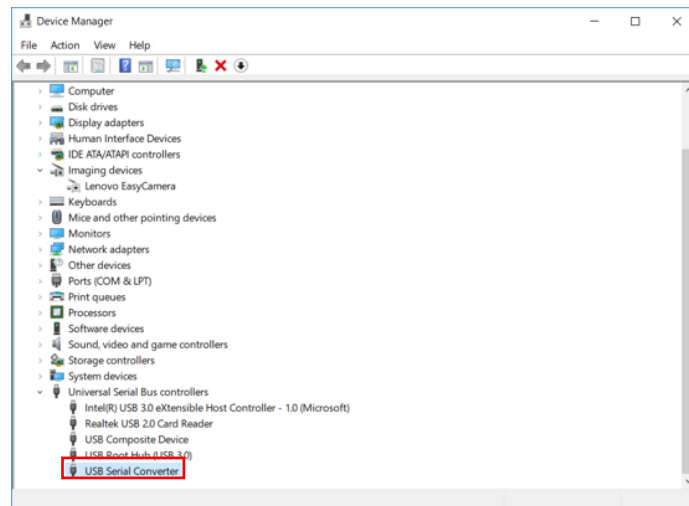 Device Manager
File Action View Help
Computer
Disk drives
Display adapters
Human Interface Devices
IDE ATA/ATAPI controllers
Imaging devices
Lenovo EasyCamera
Keyboards
Mice and other pointing devices
Monitors
Network adapters
Other devices
Ports (COM & LPT)
Print queues
Processors
Software devices
Sound, video and game controllers
Storage controllers
System devices
Universal Serial Bus controllers
Intel(R) USB 3.0 eXtensible Host Controller - 1.0 (Microsoft)
Realtek USB 2.0 Card Reader
USB Composite Device
USB Root Hub (USB 3.0)
USB Serial Converter